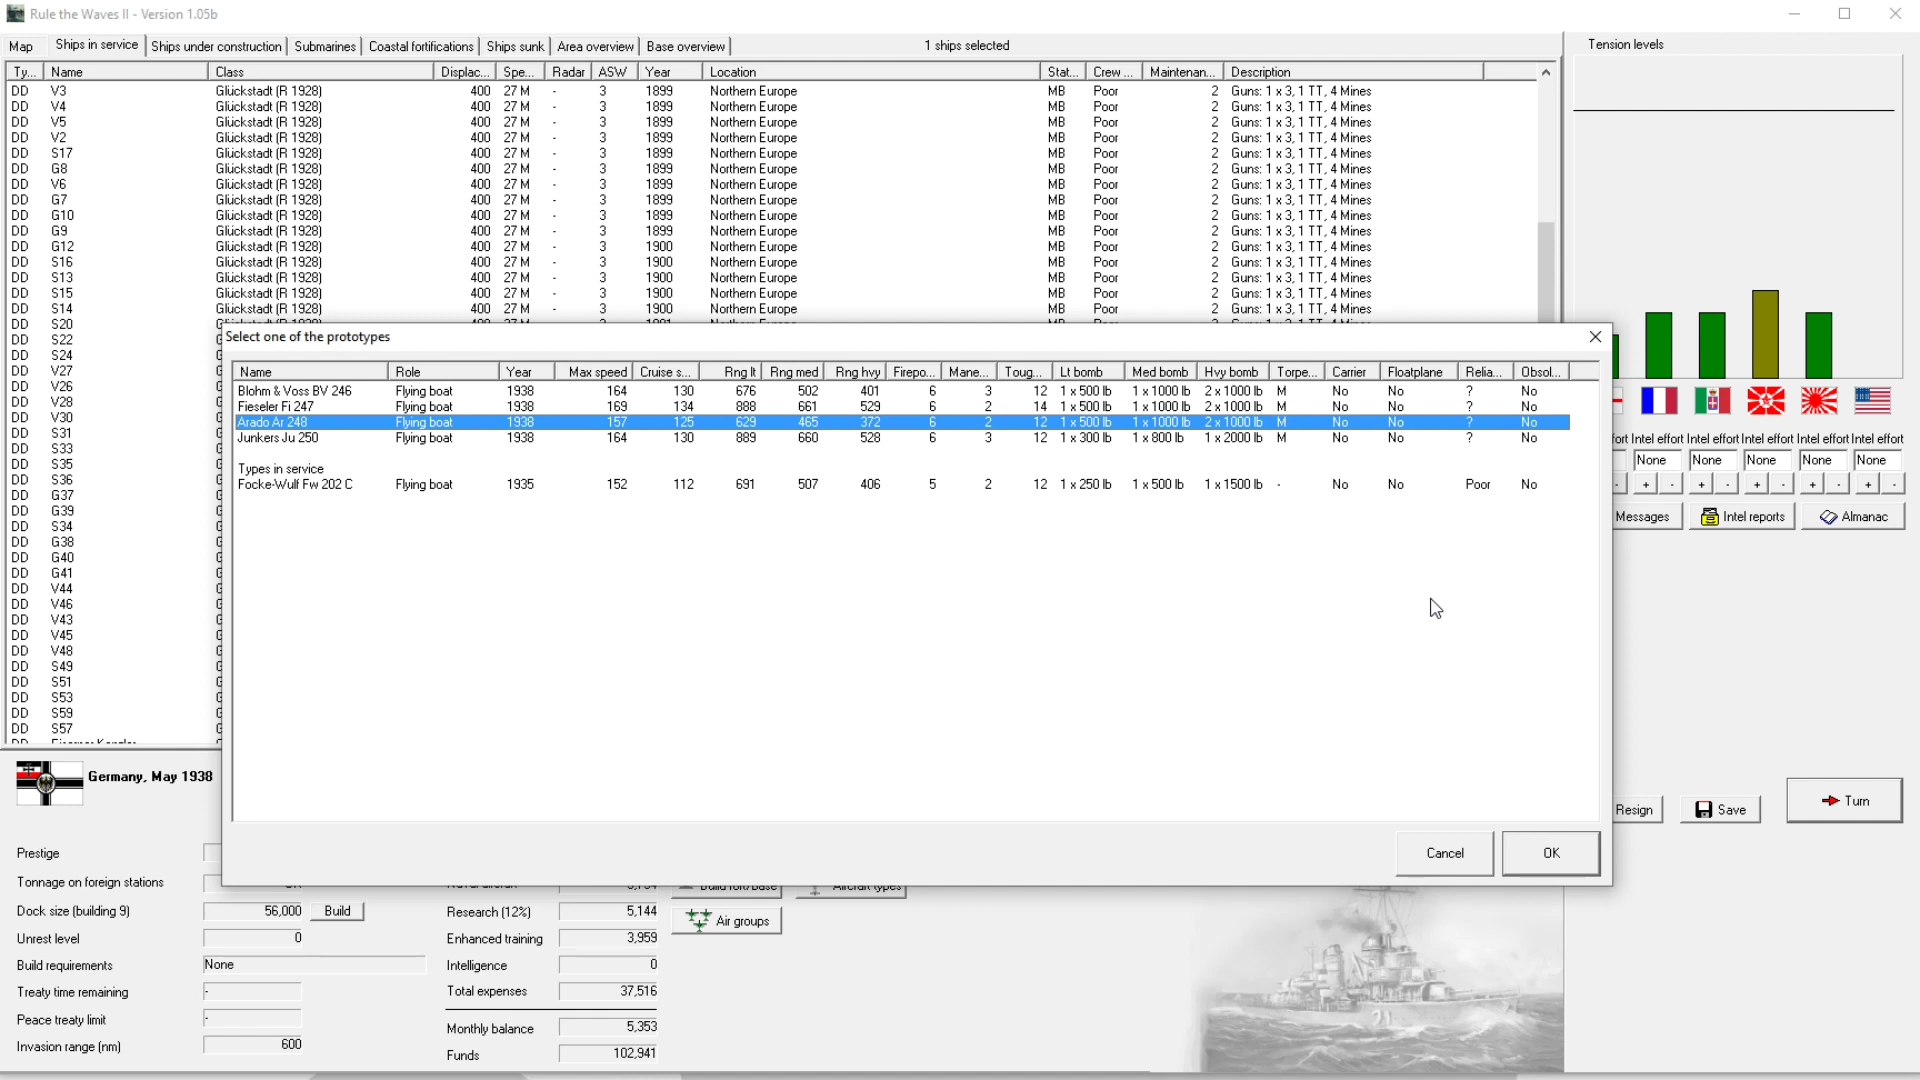 Rule the Waves II - Version 1.05b
Map Ships in service Ships under construction Submarines Coastal fortifications Ships sunk Area overview Base overview 1 ships selected Tension levels
Ty... Name Class Displac... Spe... Radar ASW Year Location Stat... Crew ... Maintenan... Description
DD V3 Glückstadt (R 1928) 400 27 M - 3 1899 Northern Europe MB Poor 2 Guns: 1 x 3, 1 TT, 4 Mines
DD V4 Glückstadt (R 1928) 400 27 M - 3 1899 Northern Europe MB Poor 2 Guns: 1 x 3, 1 TT, 4 Mines
DD V5 Glückstadt (R 1928) 400 27 M - 3 1899 Northern Europe MB Poor 2 Guns: 1 x 3, 1 TT, 4 Mines
DD V2 Glückstadt (R 1928) 400 27 M - 3 1899 Northern Europe MB Poor 2 Guns: 1 x 3, 1 TT, 4 Mines
DD S17 Glückstadt (R 1928) 400 27 M - 3 1899 Northern Europe MB Poor 2 Guns: 1 x 3, 1 TT, 4 Mines
DD G8 Glückstadt (R 1928) 400 27 M - 3 1899 Northern Europe MB Poor 2 Guns: 1 x 3, 1 TT, 4 Mines
DD V6 Glückstadt (R 1928) 400 27 M - 3 1899 Northern Europe MB Poor 2 Guns: 1 x 3, 1 TT, 4 Mines
DD G7 Glückstadt (R 1928) 400 27 M - 3 1899 Northern Europe MB Poor 2 Guns: 1 x 3, 1 TT, 4 Mines
DD G10 Glückstadt (R 1928) 400 27 M - 3 1899 Northern Europe MB Poor 2 Guns: 1 x 3, 1 TT, 4 Mines
DD G9 Glückstadt (R 1928) 400 27 M - 3 1899 Northern Europe MB Poor 2 Guns: 1 x 3, 1 TT, 4 Mines
DD G12 Glückstadt (R 1928) 400 27 M - 3 1900 Northern Europe MB Poor 2 Guns: 1 x 3, 1 TT, 4 Mines
DD S16 Glückstadt (R 1928) 400 27 M - 3 1900 Northern Europe MB Poor 2 Guns: 1 x 3, 1 TT, 4 Mines
DD S13 Glückstadt (R 1928) 400 27 M - 3 1900 Northern Europe MB Poor 2 Guns: 1 x 3, 1 TT, 4 Mines
DD S15 Glückstadt (R 1928) 400 27 M - 3 1900 Northern Europe MB Poor 2 Guns: 1 x 3, 1 TT, 4 Mines
DD S14 Glückstadt (R 1928) 400 27 M - 3 1900 Northern Europe MB Poor 2 Guns: 1 x 3, 1 TT, 4 Mines
DD S20
DD S22
DD S24
DD V27
DD V26
DD V28
DD V30
DD S31
DD S33
DD S35
DD S36
DD G37
DD G39
DD S34
DD G38
DD G40
DD G41
DD V44
DD V46
DD V43
DD V45
DD V48
DD S49
DD S51
DD S53
DD S59
DD S57
Select one of the prototypes
Name Role Year Max speed Cruise s... Rng lt Rng med Rng hvy Firepo... Mane... Toug... Lt bomb Med bomb Hvy bomb Torpe... Carrier Floatplane Relia... Obsol...
Blohm & Voss BV 246 Flying boat 1938 164 130 676 502 401 6 3 12 1 x 500 lb 1 x 1000 lb 2 x 1000 lb M No No ? No
Fieseler Fi 247 Flying boat 1938 169 134 888 661 529 6 2 14 1 x 500 lb 1 x 1000 lb 2 x 1000 lb M No No ? No
Arado Ar 248 Flying boat 1938 157 125 629 465 372 6 2 12 1 x 500 lb 1 x 1000 lb 2 x 1000 lb M No No ? No
Junkers Ju 250 Flying boat 1938 164 130 889 660 528 6 3 12 1 x 300 lb 1 x 800 lb 1 x 2000 lb M No No ? No
Types in service
Focke-Wulf Fw 202 C Flying boat 1935 152 112 691 507 406 5 2 12 1 x 250 lb 1 x 500 lb 1 x 1500 lb - No No Poor No
Cancel OK
Intel effort Intel effort Intel effort Intel effort Intel effort
None None None None None
- + - + - + - + - + -
Messages Intel reports Almanac
Resign Save Turn
Germany, May 1938
Prestige
Tonnage on foreign stations
Dock size (building 9) 56,000 Build
Unrest level 0
Build requirements None
Treaty time remaining -
Peace treaty limit -
Invasion range (nm) 600
Build fort/base Aircraft types
Research (12%) 5,144 Air groups
Enhanced training 3,959
Intelligence 0
Total expenses 37,516
Monthly balance 5,353
Funds 102,941